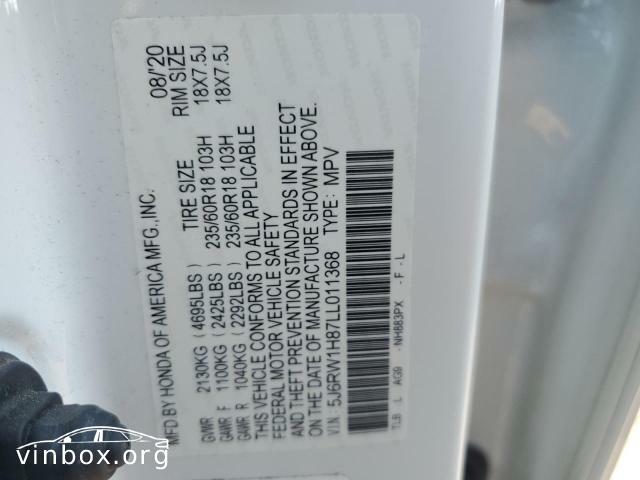 MFD BY HONDA OF AMERICA MFG.,INC. 08/'20
TIRE SIZE RIM SIZE
GVWR 2130KG (4695LBS)
GAWR F 1100KG (2425LBS) 235/60R18 103H 18X7.5J
GAWR R 1040KG (2292LBS) 235/60R18 103H 18X7.5J
THIS VEHICLE CONFORMS TO ALL APPLICABLE
FEDERAL MOTOR VEHICLE SAFETY
AND THEFT PREVENTION STANDARDS IN EFFECT
ON THE DATE OF MANUFACTURE SHOWN ABOVE.
V.I.N. 5J6RW1H87LL011368 TYPE: MPV
TLB L AG9 NH883PX - F - L
vinbox.org